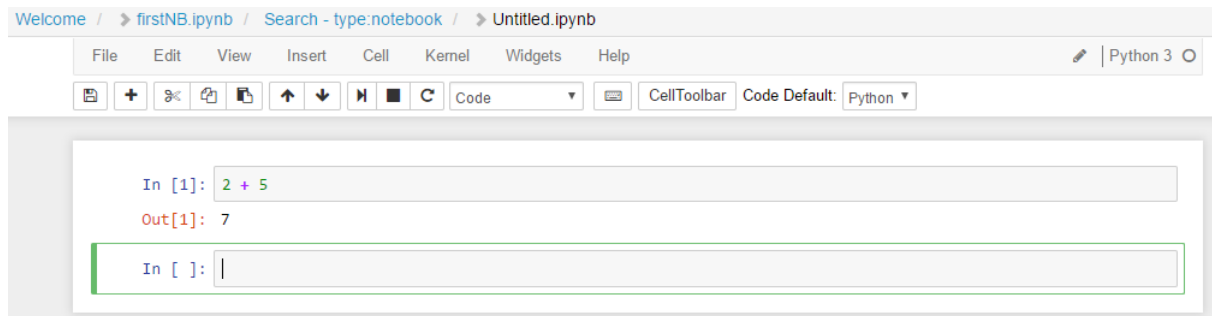 Welcome / firstNB.ipynb / Search - type:notebook / Untitled.ipynb
File Edit View Insert Cell Kernel Widgets Help Python 3
Code CellToolbar Code Default: Python
In [1]: 2 + 5
Out[1]: 7
In [ ]: